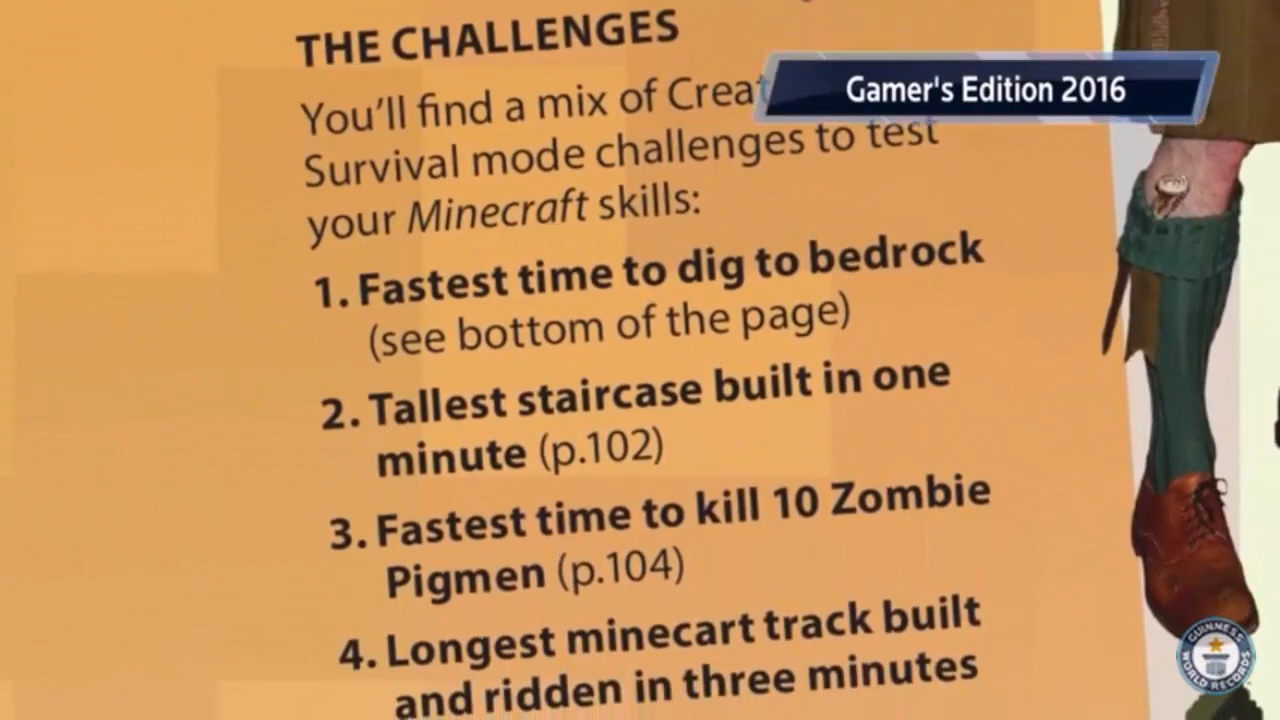 THE CHALLENGES
Gamer's Edition 2016
You'll find a mix of
Survival mode challenges to test
your Minecraft skills:
1. Fastest time to dig to bedrock
(see bottom of the page)
2. Tallest staircase built in one
minute (p.102)
3. Fastest time to kill 10 Zombie
Pigmen (p.104)
4. Longest minecart track built
and ridden in three minutes
GUINNESS
WORLD RECORDS